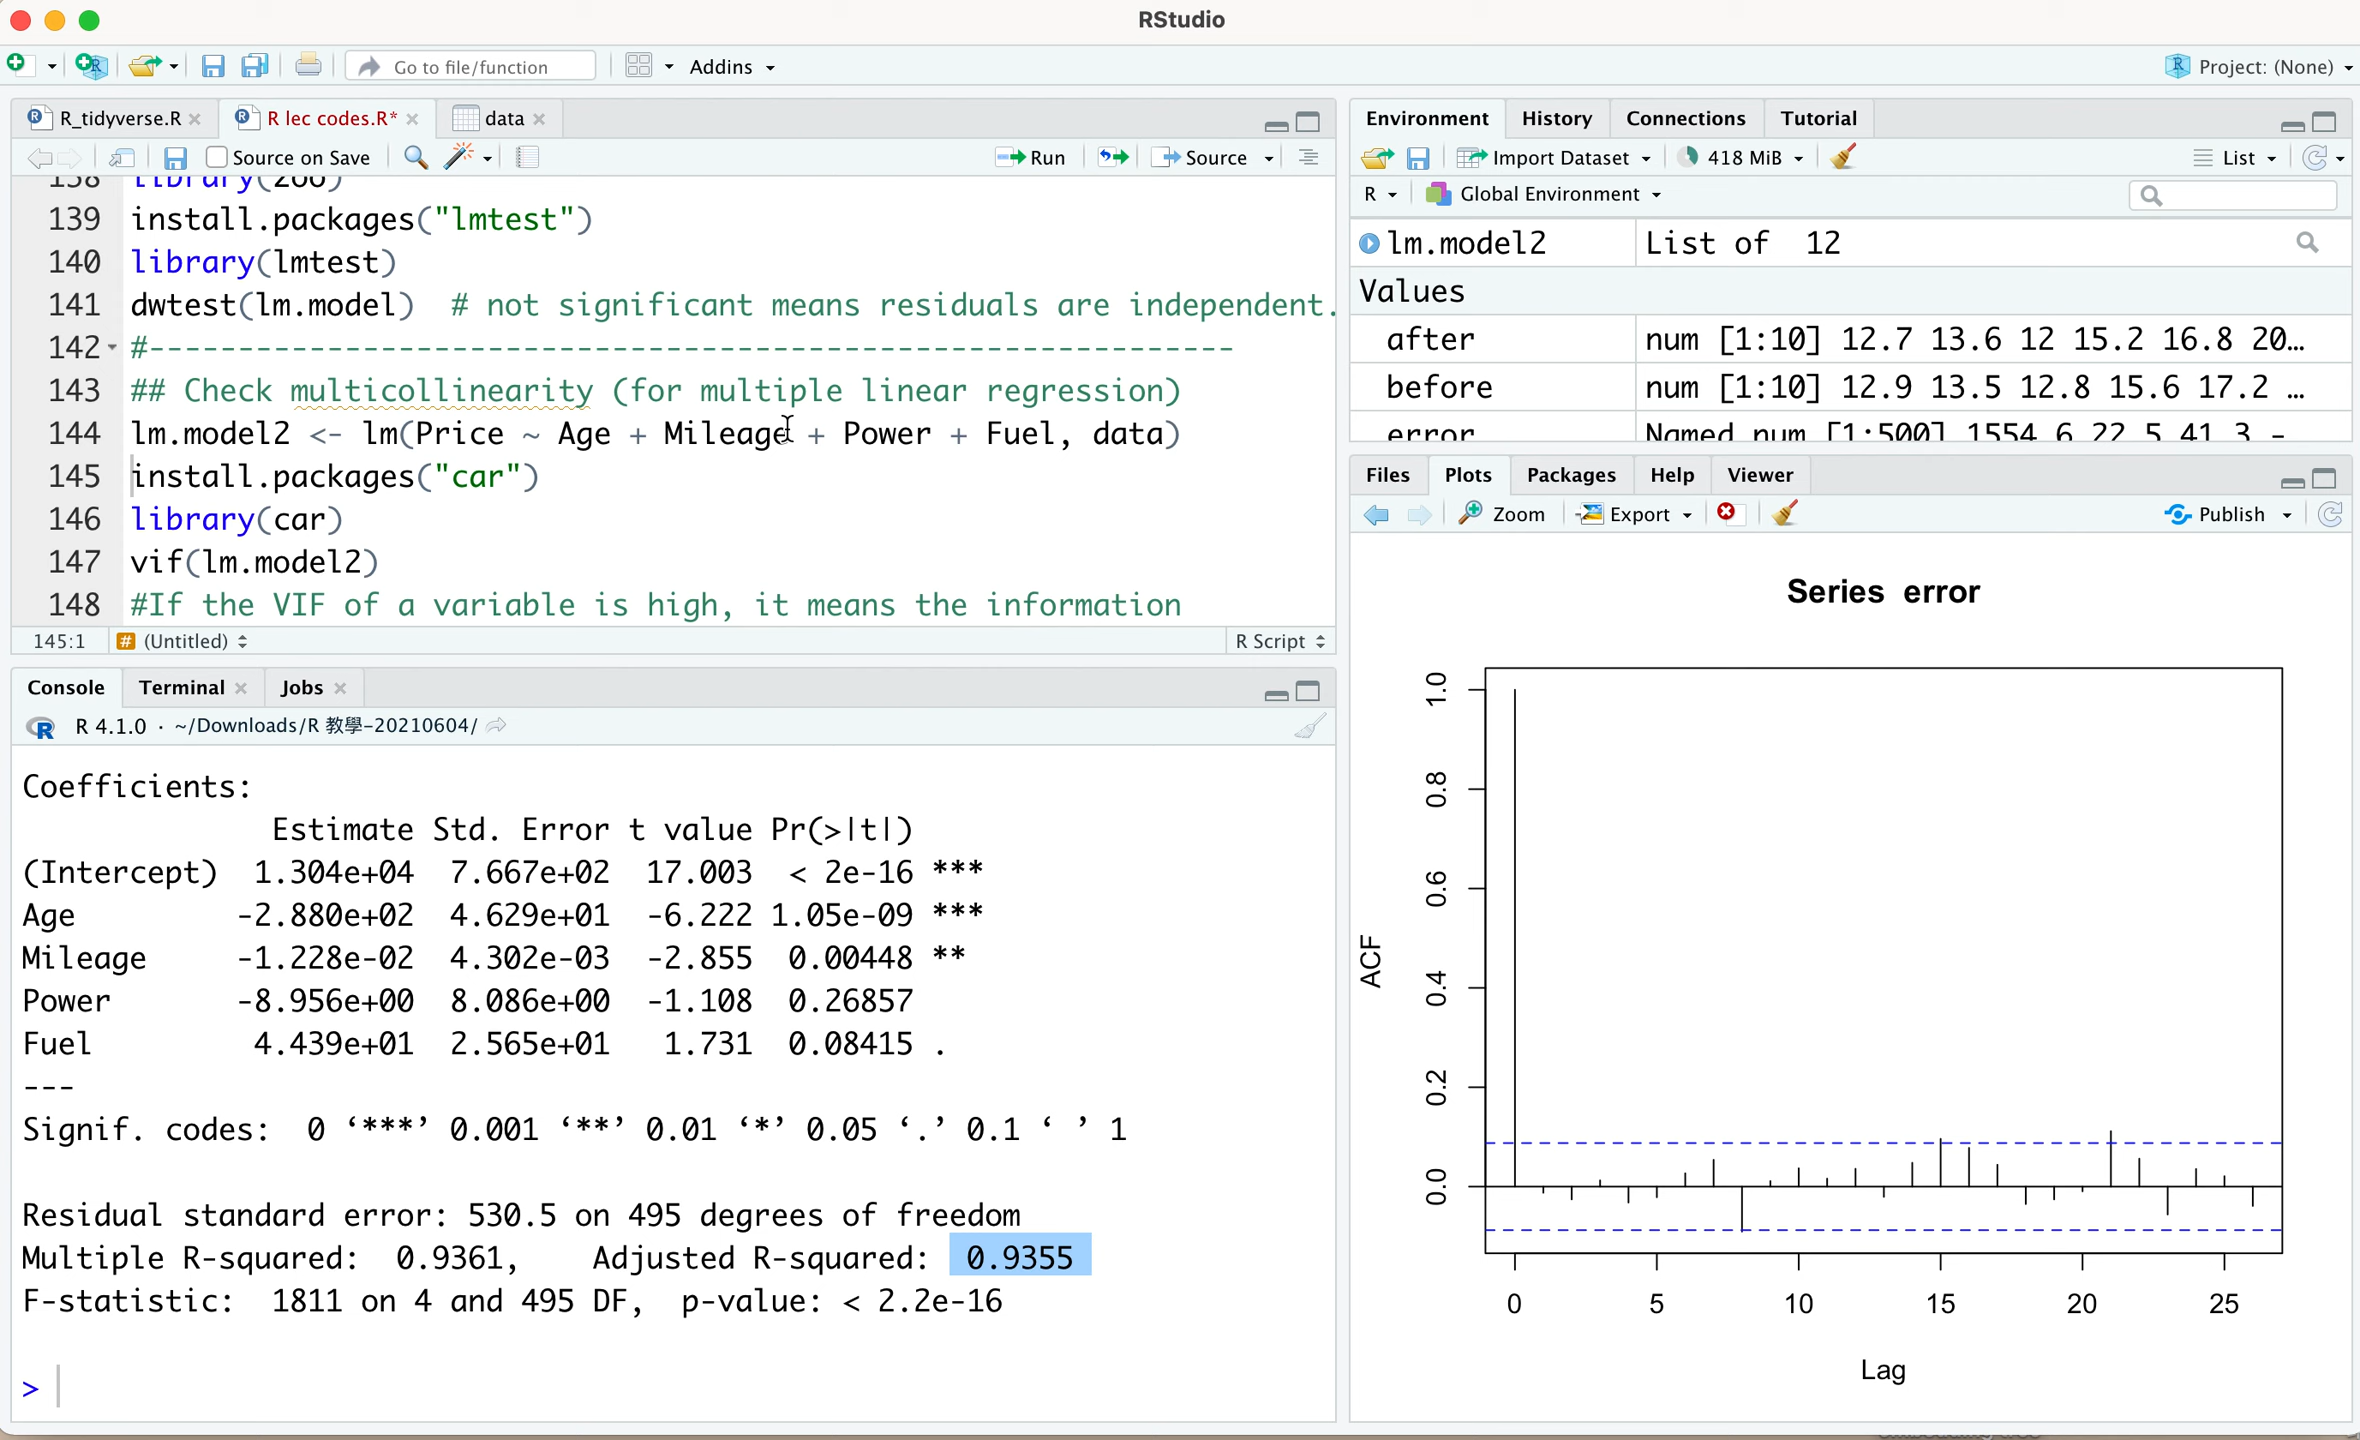 RStudio
Go to file/function
Addins
Project: (None)
R_tidyverse.R
R lec codes.R*
data
Source on Save
Run
Source
138 library(zoo)
139 install.packages("lmtest")
140 library(lmtest)
141 dwtest(lm.model)  # not significant means residuals are independent.
142 #-------------------------------------------------------------
143 ## Check multicollinearity (for multiple linear regression)
144 lm.model2 <- lm(Price ~ Age + Mileage + Power + Fuel, data)
145 install.packages("car")
146 library(car)
147 vif(lm.model2)
148 #If the VIF of a variable is high, it means the information
145:1 # (Untitled)
R Script
Console
Terminal
Jobs
R 4.1.0 · ~/Downloads/R 教學-20210604/
Coefficients:
Estimate Std. Error t value Pr(>|t|)
(Intercept)  1.304e+04  7.667e+02  17.003  < 2e-16 ***
Age         -2.880e+02  4.629e+01  -6.222 1.05e-09 ***
Mileage     -1.228e-02  4.302e-03  -2.855  0.00448 **
Power       -8.956e+00  8.086e+00  -1.108  0.26857
Fuel         4.439e+01  2.565e+01   1.731  0.08415 .
---
Signif. codes:  0 ‘***’ 0.001 ‘**’ 0.01 ‘*’ 0.05 ‘.’ 0.1 ‘ ’ 1
Residual standard error: 530.5 on 495 degrees of freedom
Multiple R-squared:  0.9361,    Adjusted R-squared:  0.9355
F-statistic:  1811 on 4 and 495 DF,  p-value: < 2.2e-16
>
Environment
History
Connections
Tutorial
Import Dataset
418 MiB
List
R
Global Environment
lm.model2 List of  12
Values
after num [1:10] 12.7 13.6 12 15.2 16.8 20…
before num [1:10] 12.9 13.5 12.8 15.6 17.2 …
error Named num [1:500] 1554.6 22.5 41.3 -
Files
Plots
Packages
Help
Viewer
Zoom
Export
Publish
Series  error
ACF
1.0
0.8
0.6
0.4
0.2
0.0
0 5 10 15 20 25
Lag